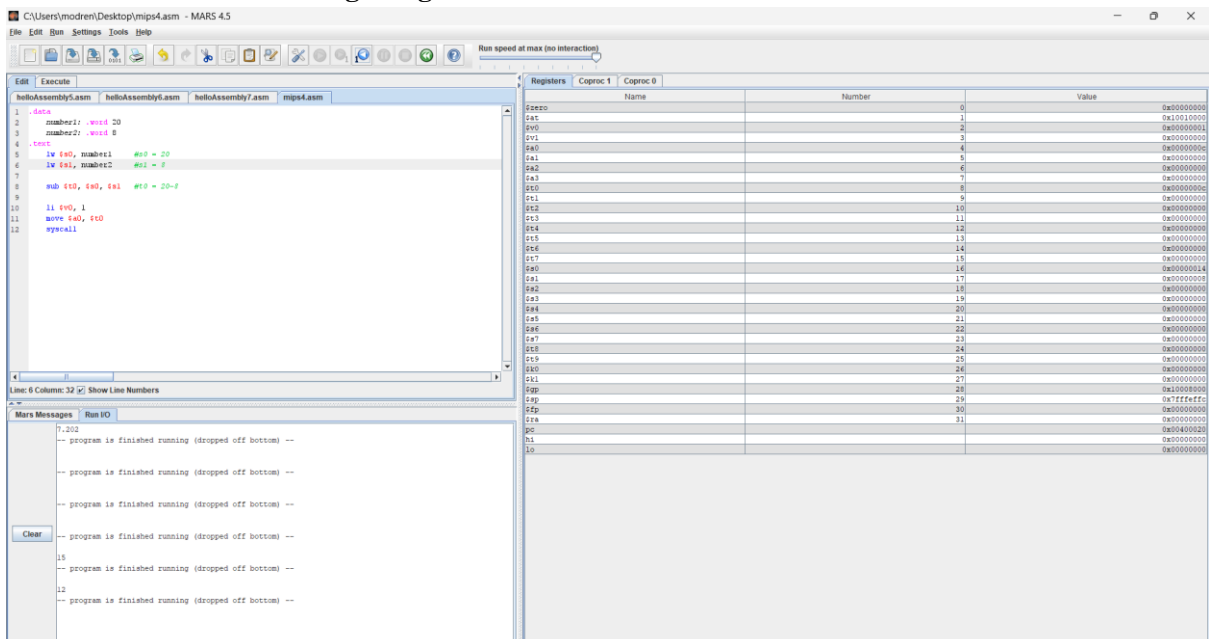 C:\Users\modren\Desktop\mips4.asm - MARS 4.5
File Edit Run Settings Tools Help
Run speed at max (no interaction)
Edit Execute
helloAssembly5.asm helloAssembly6.asm helloAssembly7.asm mips4.asm
1 .data
2 number1: .word 20
3 number2: .word 8
4 .text
5 lw $s0, number1 #s0 = 20
6 lw $s1, number2 #s1 = 8
7
8 sub $t0, $s0, $s1 #t0 = 20-8
9
10 li $v0, 1
11 move $a0, $t0
12 syscall
Line: 6 Column: 32 Show Line Numbers
Mars Messages Run I/O
7.202
-- program is finished running (dropped off bottom) --
-- program is finished running (dropped off bottom) --
-- program is finished running (dropped off bottom) --
Clear
-- program is finished running (dropped off bottom) --
15
-- program is finished running (dropped off bottom) --
12
-- program is finished running (dropped off bottom) --
Registers Coproc 1 Coproc 0
Name Number Value
$zero 0 0x00000000
$at 1 0x10010000
$v0 2 0x00000001
$v1 3 0x00000000
$a0 4 0x0000000c
$a1 5 0x00000000
$a2 6 0x00000000
$a3 7 0x00000000
$t0 8 0x0000000c
$t1 9 0x00000000
$t2 10 0x00000000
$t3 11 0x00000000
$t4 12 0x00000000
$t5 13 0x00000000
$t6 14 0x00000000
$t7 15 0x00000000
$s0 16 0x00000014
$s1 17 0x00000008
$s2 18 0x00000000
$s3 19 0x00000000
$s4 20 0x00000000
$s5 21 0x00000000
$s6 22 0x00000000
$s7 23 0x00000000
$t8 24 0x00000000
$t9 25 0x00000000
$k0 26 0x00000000
$k1 27 0x00000000
$gp 28 0x10008000
$sp 29 0x7fffeffc
$fp 30 0x00000000
$ra 31 0x00000000
pc 0x00400020
hi 0x00000000
lo 0x00000000